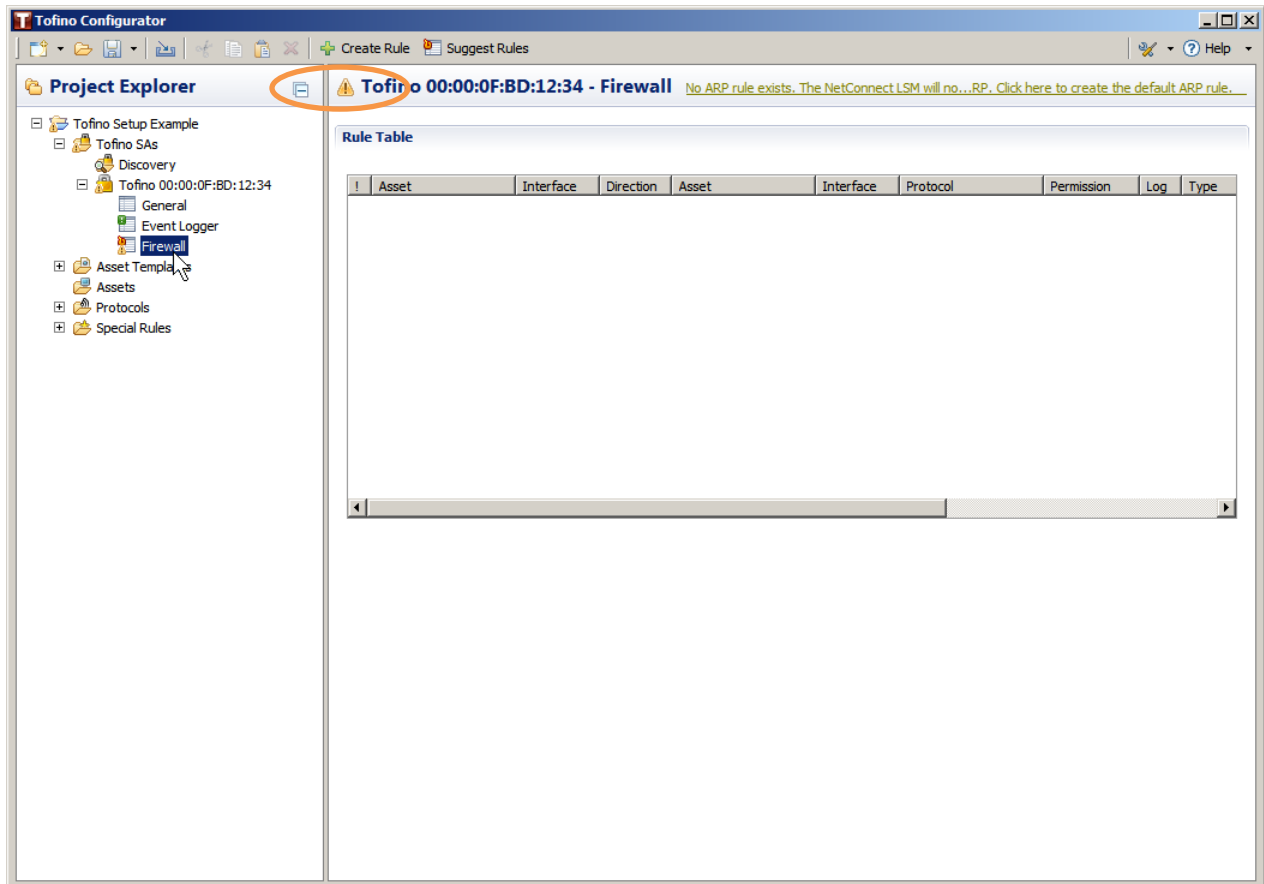 Tofino Configurator
Create Rule Suggest Rules Help
Project Explorer
Tofino Setup Example
Tofino SAs
Discovery
Tofino 00:00:0F:BD:12:34
General
Event Logger
Firewall
Asset Templates
Assets
Protocols
Special Rules
Tofino 00:00:0F:BD:12:34 - Firewall No ARP rule exists. The NetConnect LSM will no...RP. Click here to create the default ARP rule.
Rule Table
! Asset Interface Direction Asset Interface Protocol Permission Log Type